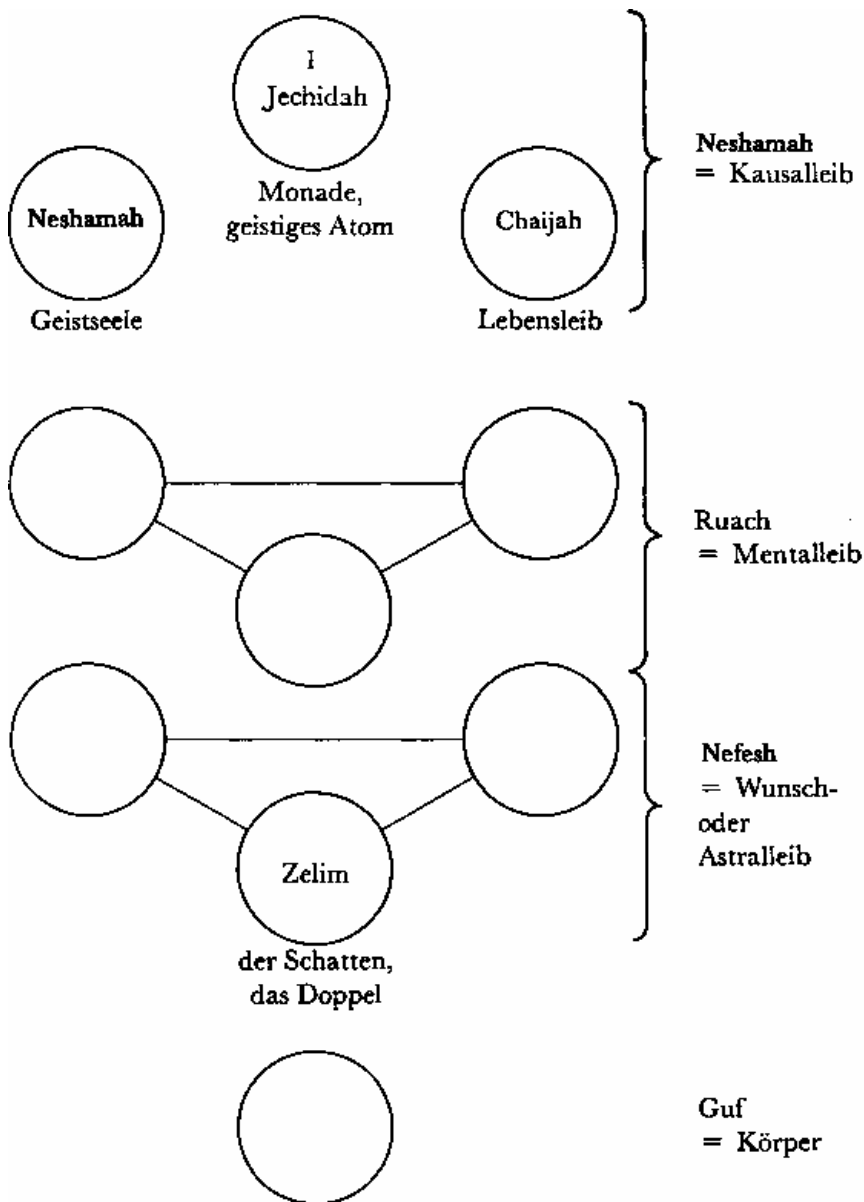 I
Jechidah
Neshamah
Monade,
geistiges Atom
Chaijah
Geistseele
Lebensleib
Neshamah
= Kausalleib
Ruach
= Mentalleib
Zelim
der Schatten,
das Doppel
Nefesh
= Wunsch-
oder
Astralleib
Guf
= Körper